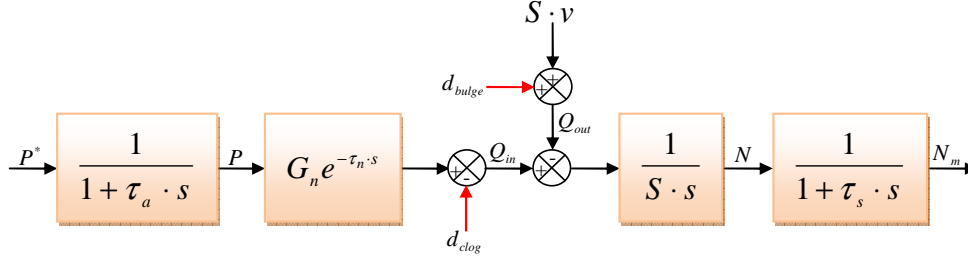 S · v
d_bulge
+
+
Q_out
P*
1
1 + τ_a · s
P
G_n e^{-τ_n · s}
+
-
Q_in
-
+
1
S · s
N
1
1 + τ_s · s
N_m
d_clog